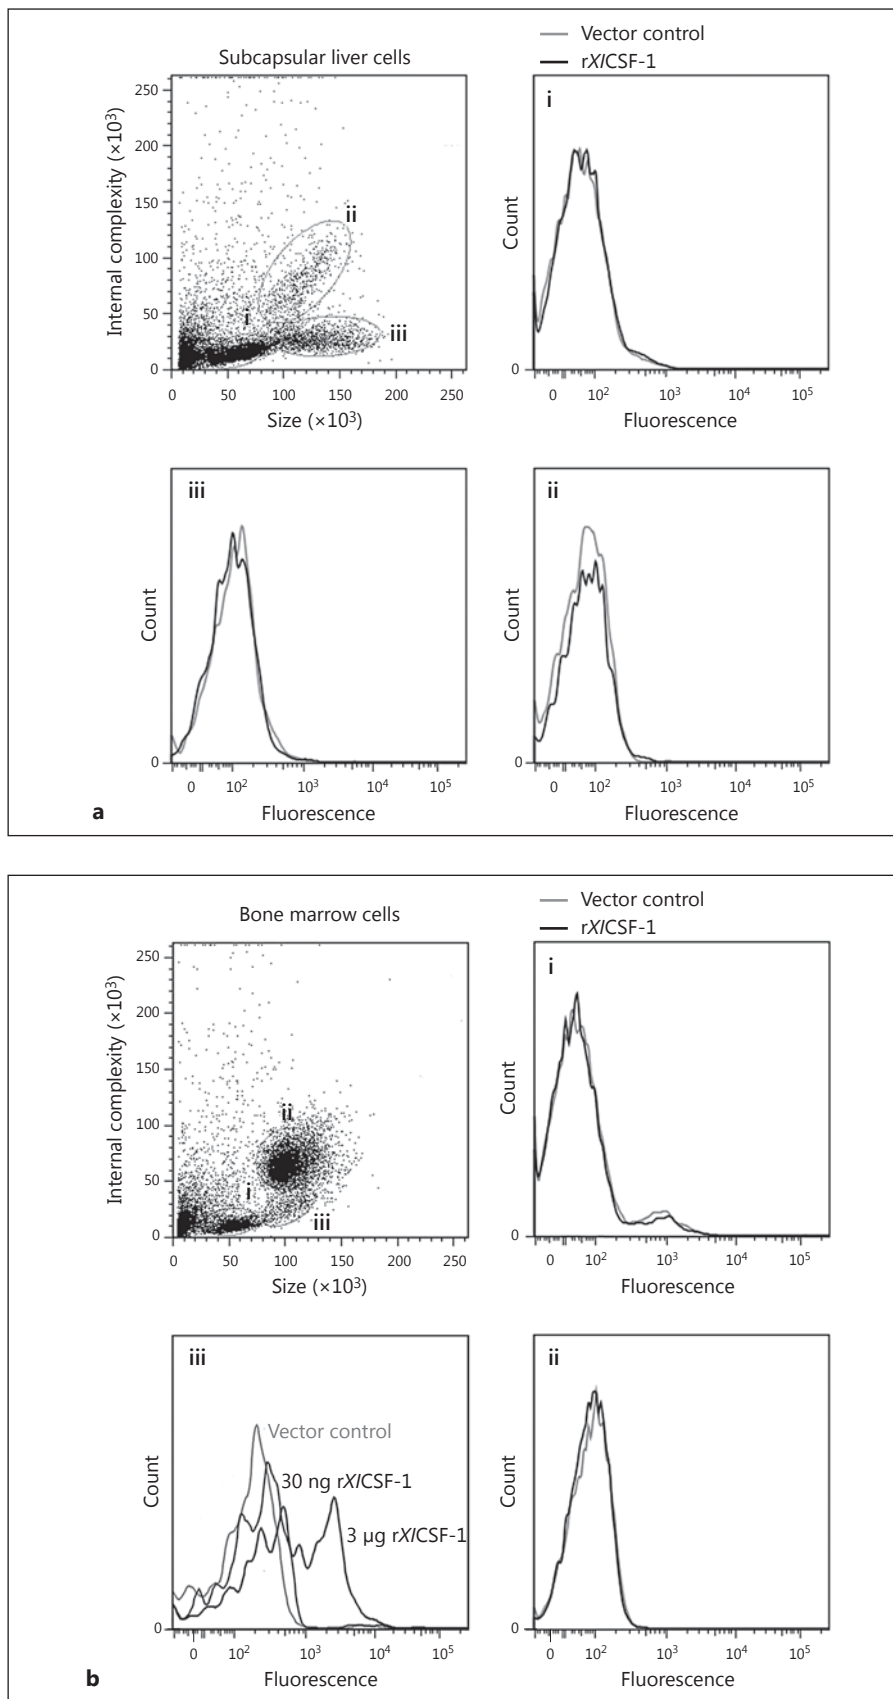 Vector control
rXlCSF-1
Subcapsular liver cells
Internal complexity (×10³)
250
200
150
100
50
0
i
ii
iii
0 50 100 150 200 250
Size (×10³)
i
Count
0
0 10² 10³ 10⁴ 10⁵
Fluorescence
iii
Count
0
0 10² 10³ 10⁴ 10⁵
Fluorescence
ii
Count
0
0 10² 10³ 10⁴ 10⁵
Fluorescence
a
Vector control
rXlCSF-1
Bone marrow cells
Internal complexity (×10³)
250
200
150
100
50
0
ii
i
iii
0 50 100 150 200 250
Size (×10³)
i
Count
0
0 10² 10³ 10⁴ 10⁵
Fluorescence
iii
Vector control
30 ng rXlCSF-1
3 µg rXlCSF-1
Count
0
0 10² 10³ 10⁴ 10⁵
Fluorescence
ii
Count
0
0 10² 10³ 10⁴ 10⁵
Fluorescence
b